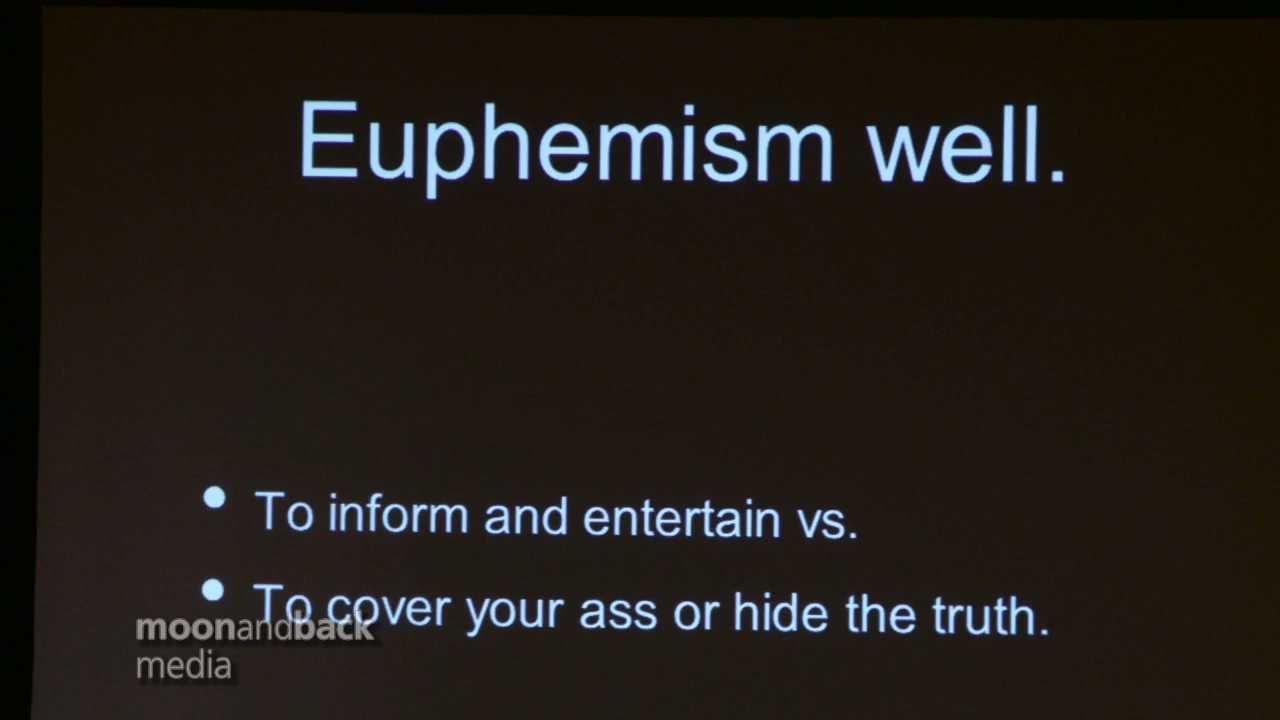 Euphemism well.
• To inform and entertain vs.
• To cover your ass or hide the truth.
moonandback
media